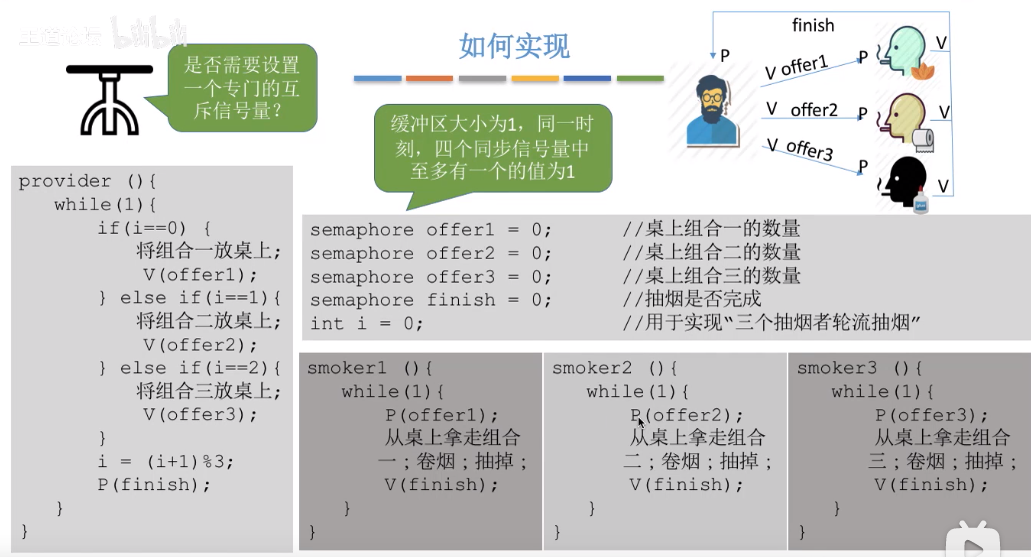 bilibili
如何实现
是否需要设置
一个专门的互
斥信号量？
缓冲区大小为1，同一时
刻，四个同步信号量中
至多有一个的值为1
finish
P
V offer1 P
V
V offer2 P
V
V offer3 P
V
provider (){
while(1){
if(i==0) {
将组合一放桌上;
V(offer1);
} else if(i==1){
将组合二放桌上;
V(offer2);
} else if(i==2){
将组合三放桌上;
V(offer3);
}
i = (i+1)%3;
P(finish);
}
}
semaphore offer1 = 0; //桌上组合一的数量
semaphore offer2 = 0; //桌上组合二的数量
semaphore offer3 = 0; //桌上组合三的数量
semaphore finish = 0; //抽烟是否完成
int i = 0; //用于实现“三个抽烟者轮流抽烟”
smoker1 (){
while(1){
P(offer1);
从桌上拿走组合
一；卷烟；抽掉；
V(finish);
}
}
smoker2 (){
while(1){
P(offer2);
从桌上拿走组合
二；卷烟；抽掉；
V(finish);
}
}
smoker3 (){
while(1){
P(offer3);
从桌上拿走组合
三；卷烟；抽掉；
V(finish);
}
}